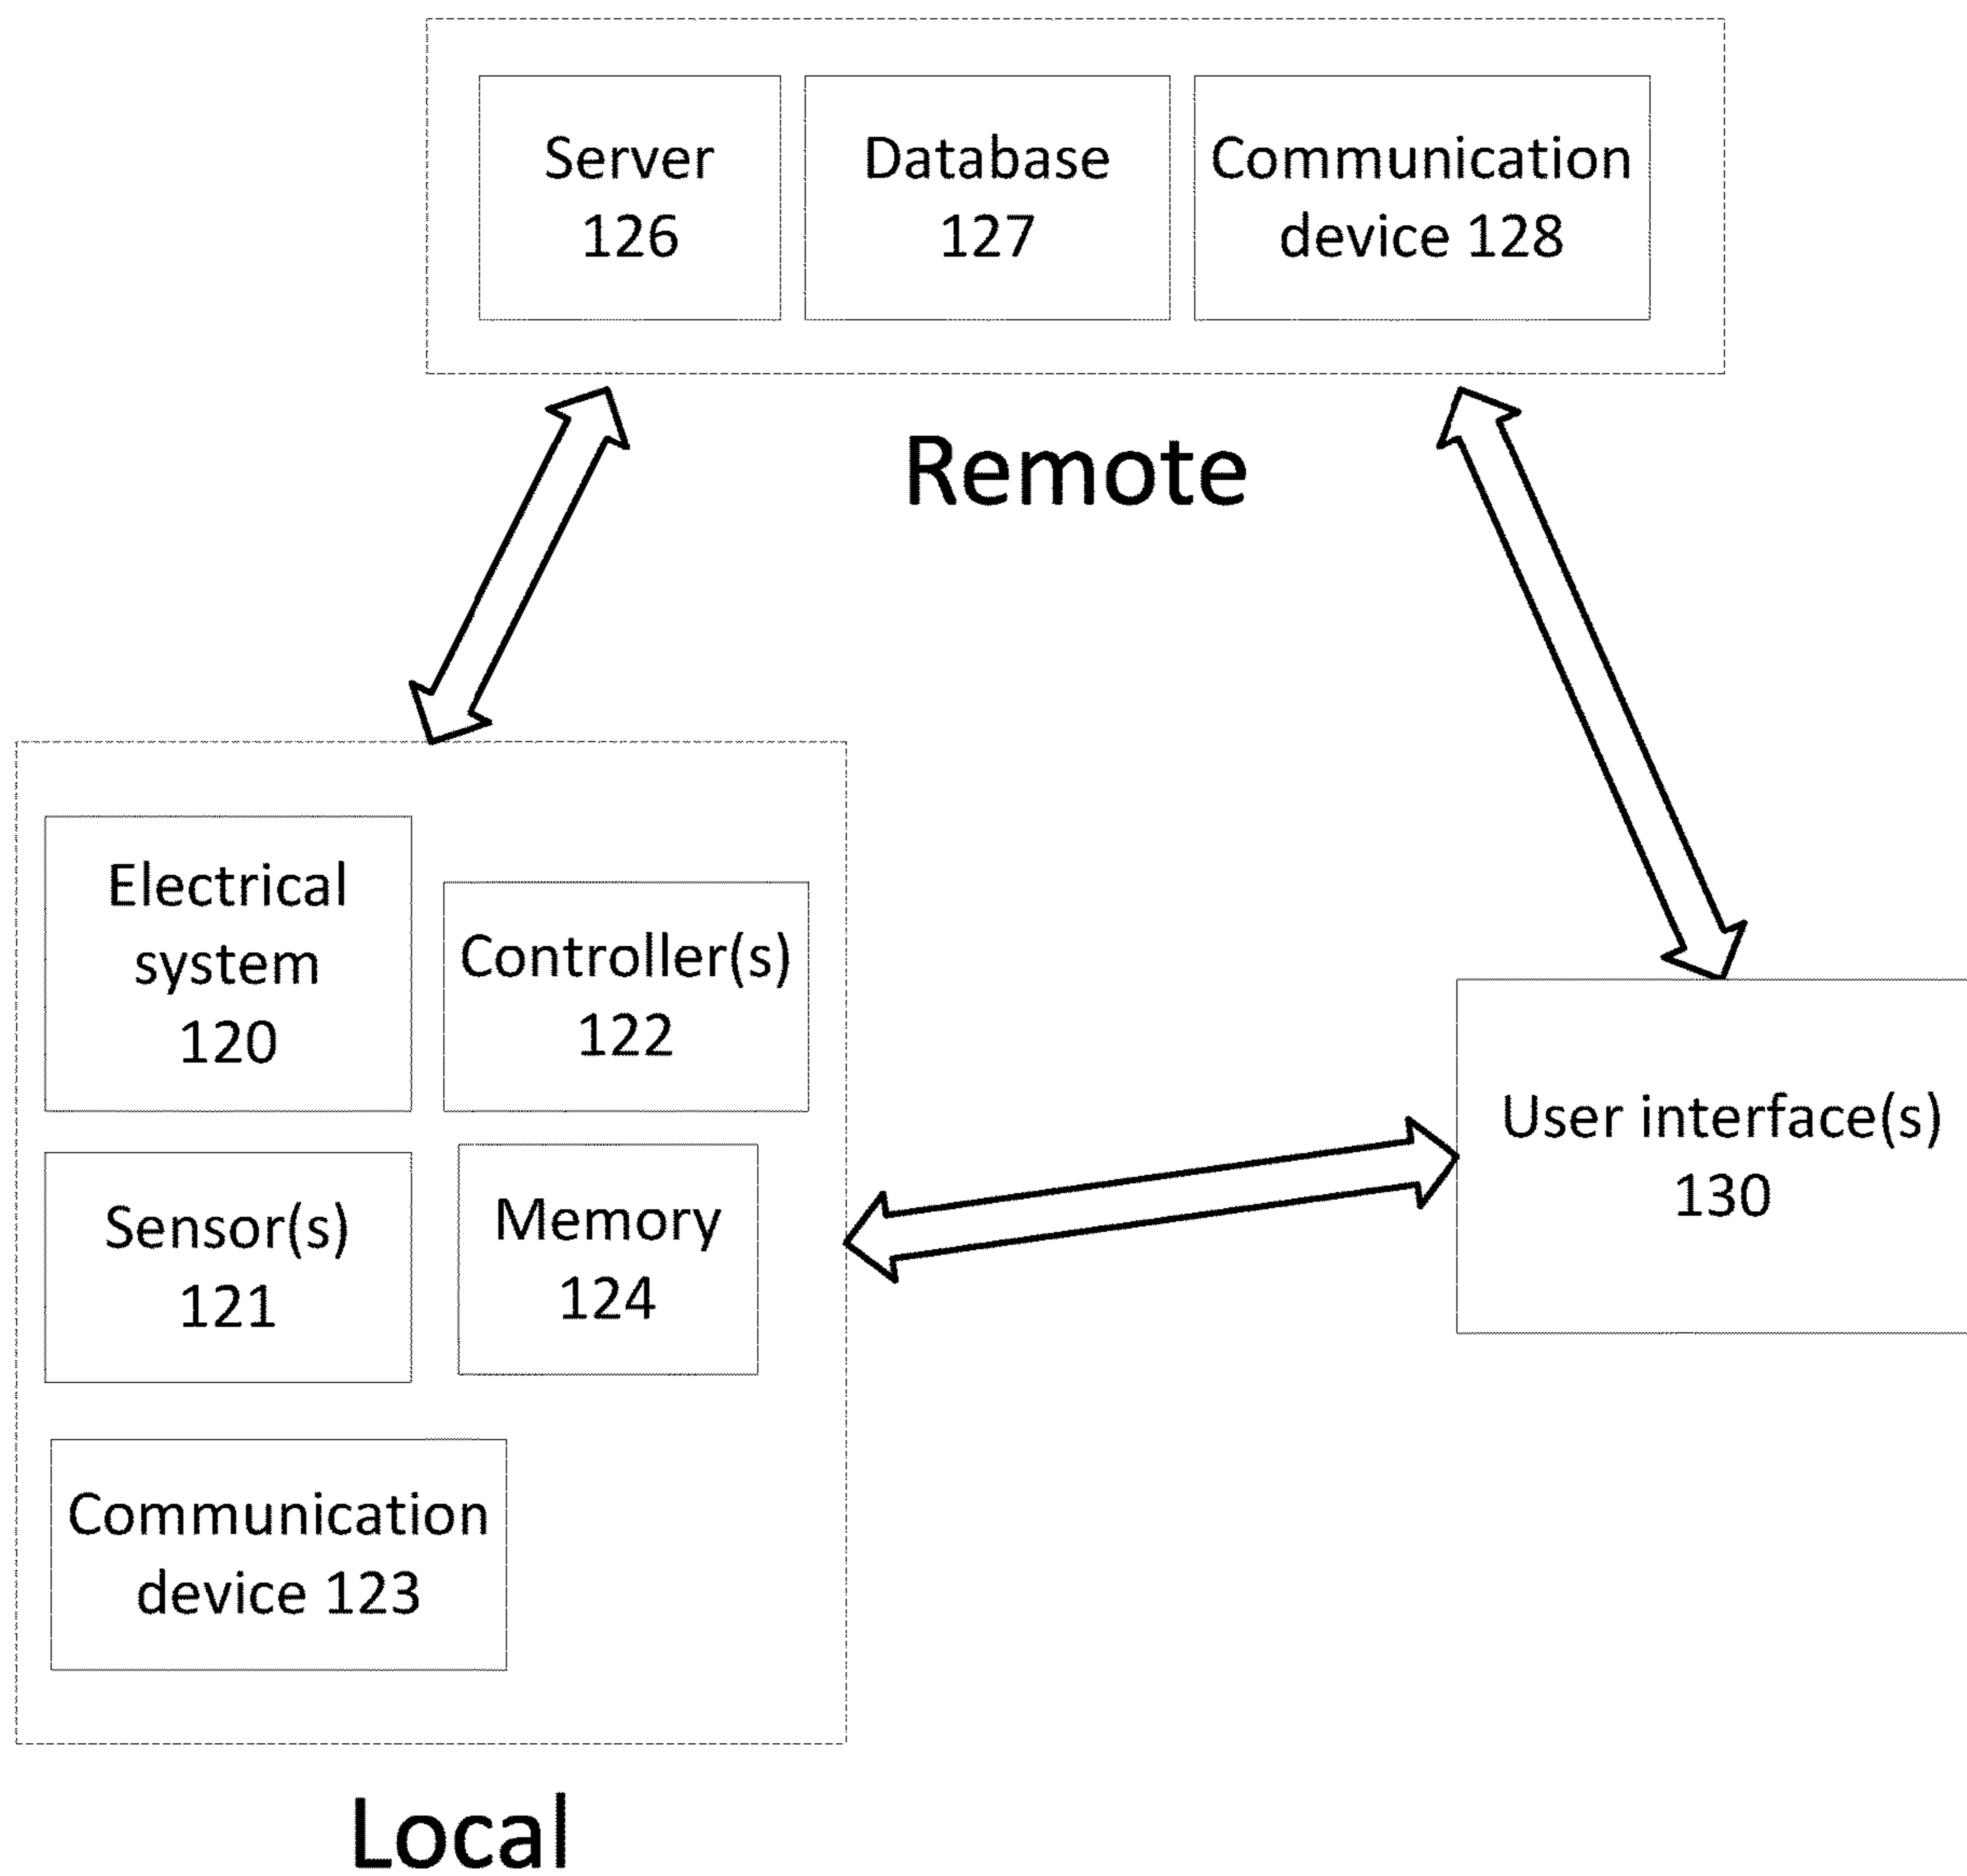 Server
126
Database
127
Communication
device 128
Remote
Electrical
system
120
Controller(s)
122
Sensor(s)
121
Memory
124
Communication
device 123
User interface(s)
130
Local